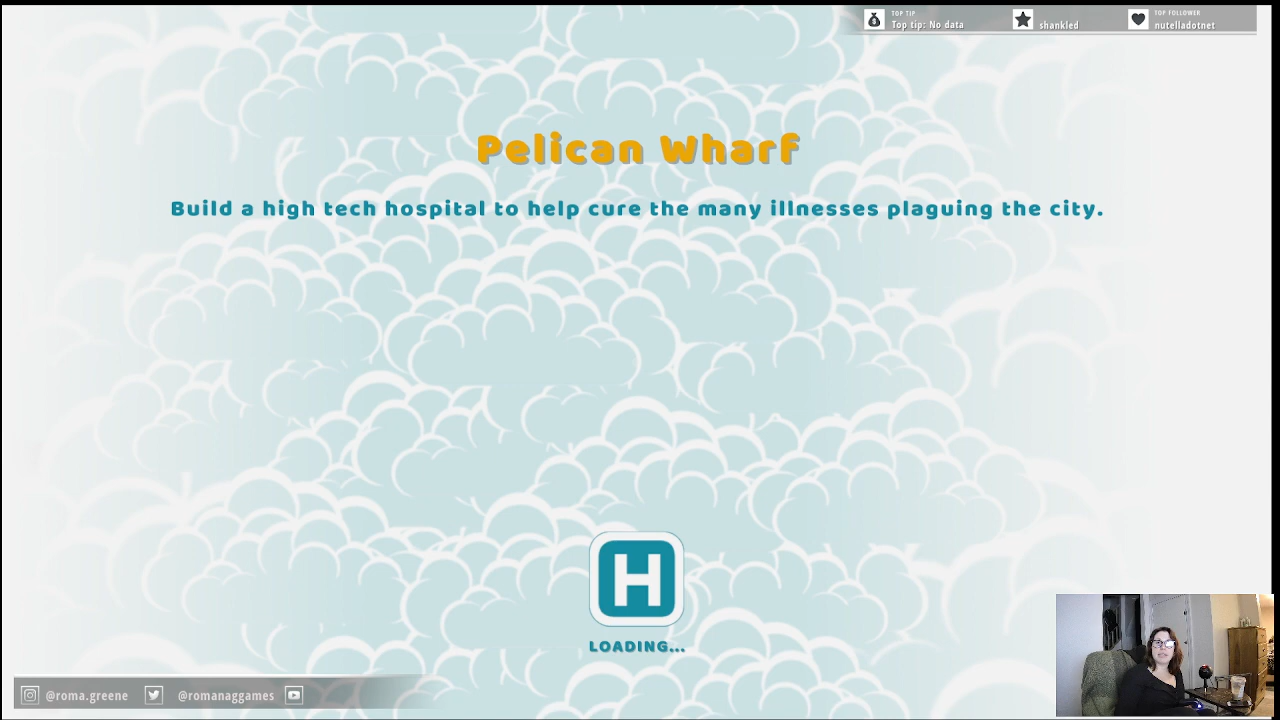 TOP TIP
Top tip: No data
shankled
TOP FOLLOWER
nutelladotnet
Pelican Wharf
Build a high tech hospital to help cure the many illnesses plaguing the city.
H
LOADING...
@roma.greene
@romanaggames